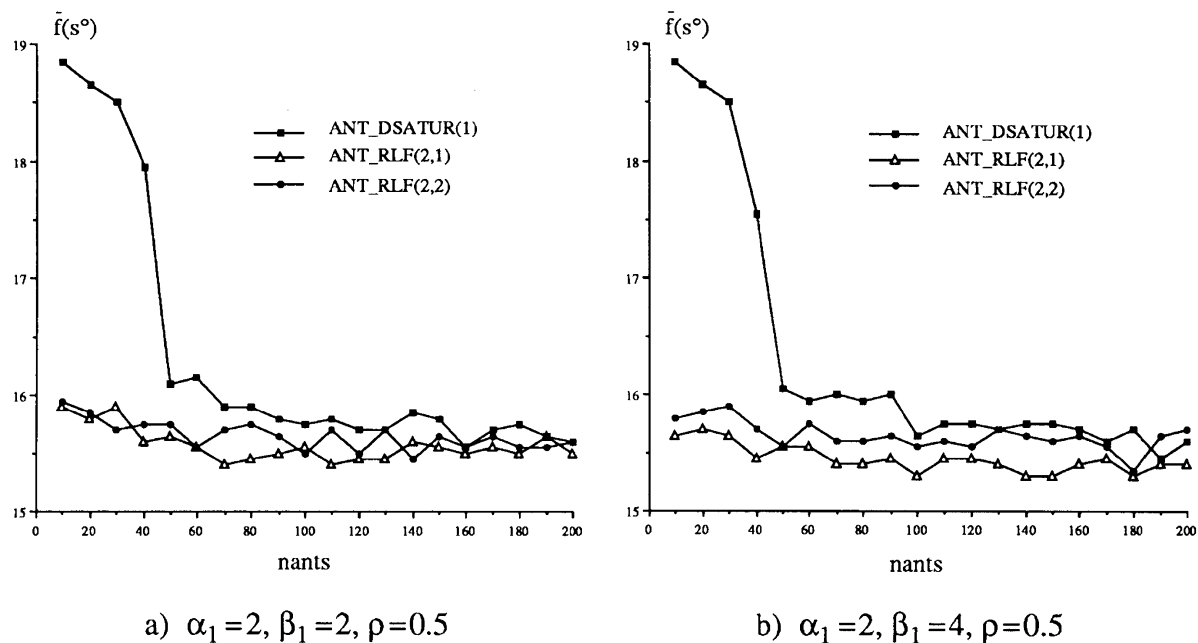 f̄(s°)
19
18
17
16
15
0 20 40 60 80 100 120 140 160 180 200
nants
ANT_DSATUR(1)
ANT_RLF(2,1)
ANT_RLF(2,2)
a) α₁=2, β₁=2, ρ=0.5
f̄(s°)
19
18
17
16
15
0 20 40 60 80 100 120 140 160 180 200
nants
ANT_DSATUR(1)
ANT_RLF(2,1)
ANT_RLF(2,2)
b) α₁=2, β₁=4, ρ=0.5